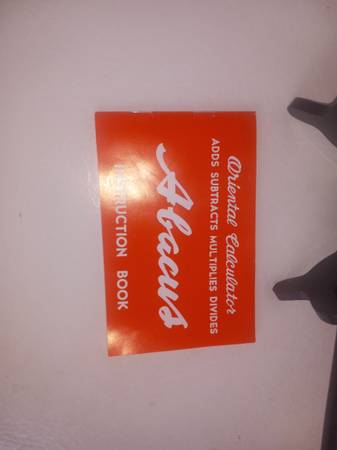 Oriental Calculator
ADDS SUBTRACTS MULTIPLIES DIVIDES
Abacus
INSTRUCTION BOOK